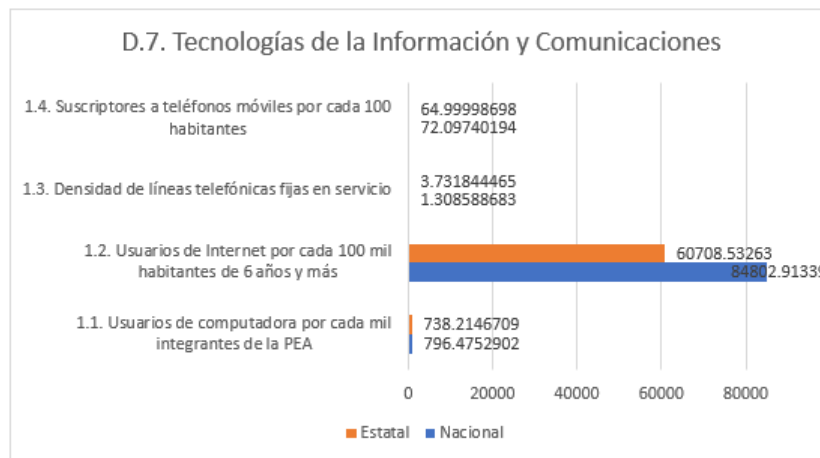 D.7. Tecnologías de la Información y Comunicaciones
1.4. Suscriptores a teléfonos móviles por cada 100
habitantes
64.99998698
72.09740194
1.3. Densidad de líneas telefónicas fijas en servicio
3.731844465
1.308588683
1.2. Usuarios de Internet por cada 100 mil
habitantes de 6 años y más
60708.53263
84802.91339
1.1. Usuarios de computadora por cada mil
integrantes de la PEA
738.2146709
796.4752902
0 20000 40000 60000 80000
Estatal Nacional